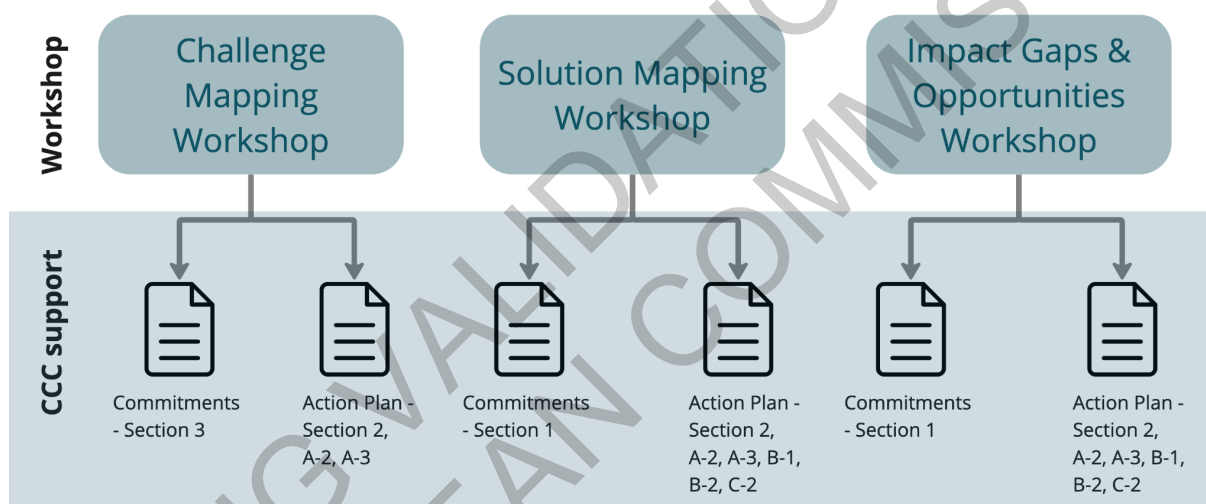 Workshop
Challenge
Mapping
Workshop
Solution Mapping
Workshop
Impact Gaps &
Opportunities
Workshop
CCC support
Commitments
- Section 3
Action Plan -
Section 2,
A-2, A-3
Commitments
- Section 1
Action Plan -
Section 2,
A-2, A-3, B-1,
B-2, C-2
Commitments
- Section 1
Action Plan -
Section 2,
A-2, A-3, B-1,
B-2, C-2